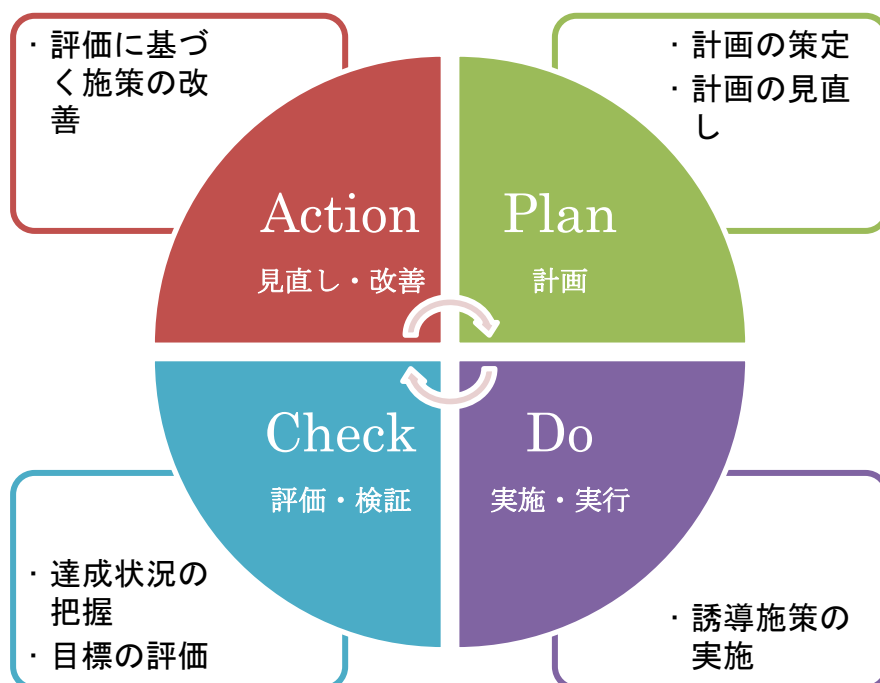 ・評価に基づ
く施策の改
善
・計画の策定
・計画の見直
し
Action
見直し・改善
Plan
計画
Check
評価・検証
Do
実施・実行
・達成状況の
把握
・目標の評価
・誘導施策の
実施